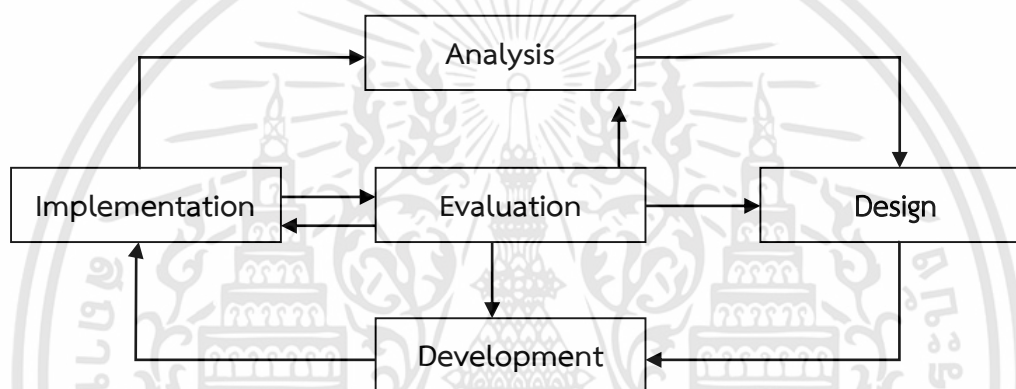 Analysis
Implementation
Evaluation
Design
Development